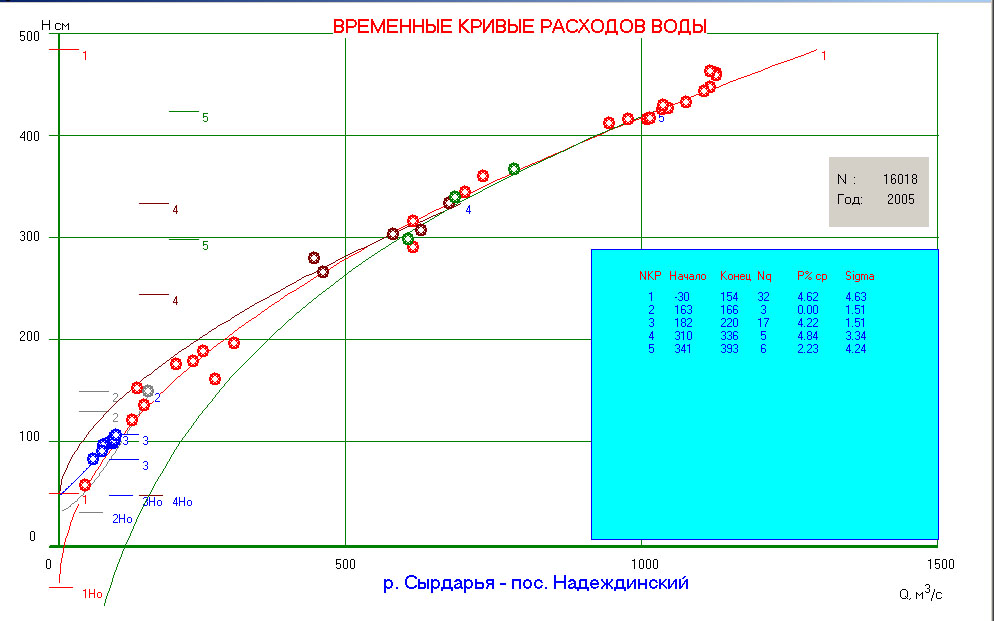 ВРЕМЕННЫЕ КРИВЫЕ РАСХОДОВ ВОДЫ
Н см
500
1
1
5
5
400
N : 16018
Год: 2005
4
4
300
5
4
NKP Начало Конец Nq P% ср Sigma
1 -30 154 32 4.62 4.63
2 163 166 3 0.00 1.51
3 182 220 17 4.22 1.51
4 310 336 5 4.84 3.34
5 341 393 6 2.23 4.24
200
2
2
2
100
3
3
3
1
3Но
4Но
2Но
0
0
500
1000
1500
1Но
р. Сырдарья - пос. Надеждинский
Q, м3/с